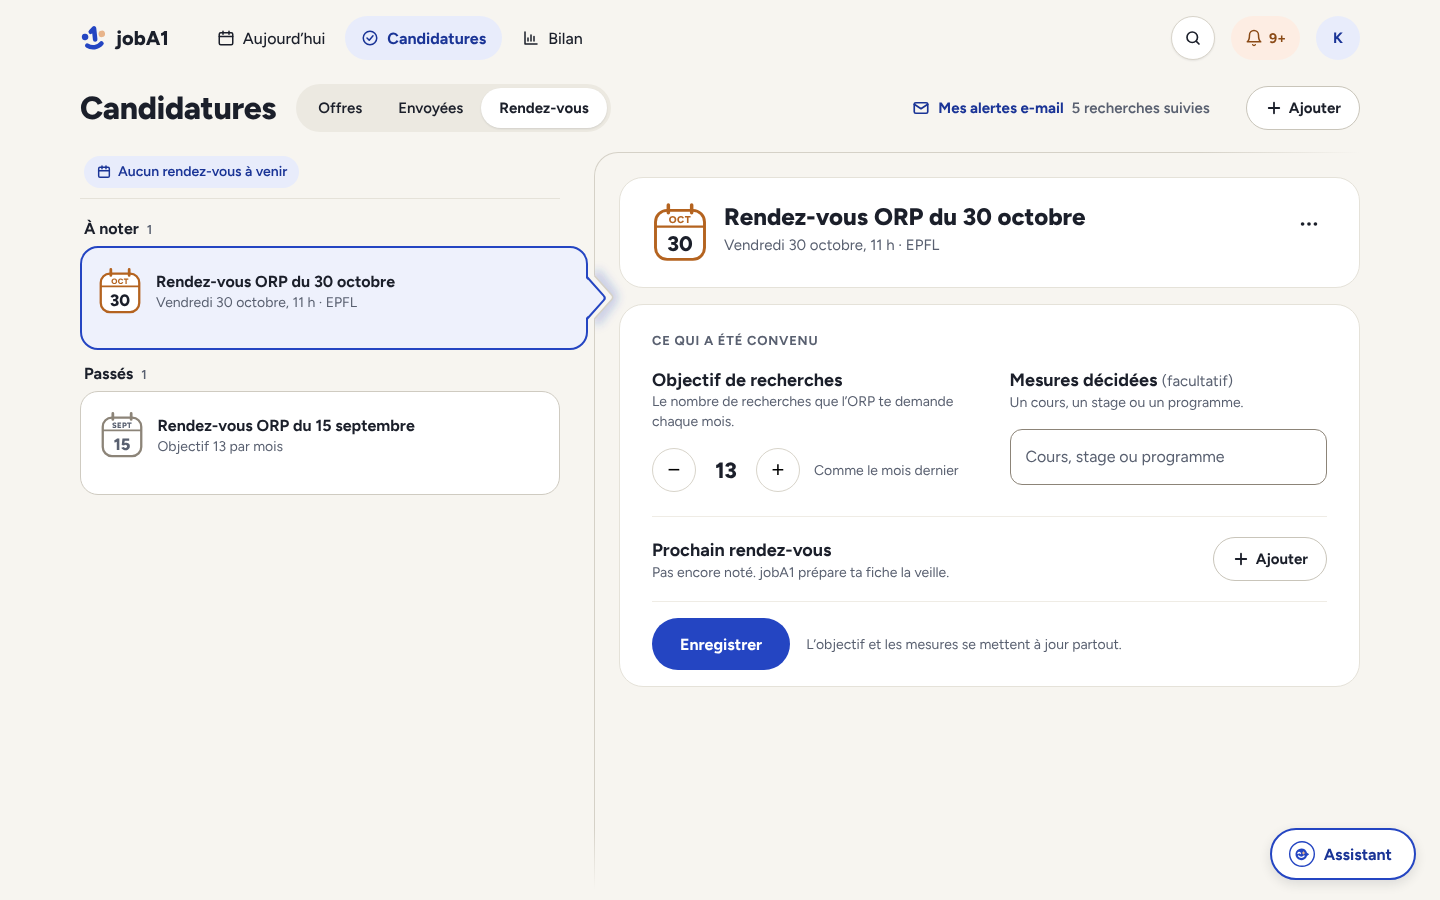 jobA1
Aujourd'hui
Candidatures
Bilan
9+
K
Candidatures
Offres
Envoyées
Rendez-vous
Mes alertes e-mail 5 recherches suivies
Ajouter
Aucun rendez-vous à venir
À noter 1
OCT
30
Rendez-vous ORP du 30 octobre
Vendredi 30 octobre, 11 h · EPFL
Passés 1
SEPT
15
Rendez-vous ORP du 15 septembre
Objectif 13 par mois
OCT
30
Rendez-vous ORP du 30 octobre
Vendredi 30 octobre, 11 h · EPFL
CE QUI A ÉTÉ CONVENU
Objectif de recherches
Le nombre de recherches que l'ORP te demande
chaque mois.
− 13 + Comme le mois dernier
Mesures décidées (facultatif)
Un cours, un stage ou un programme.
Cours, stage ou programme
Prochain rendez-vous
Pas encore noté. jobA1 prépare ta fiche la veille.
Ajouter
Enregistrer
L'objectif et les mesures se mettent à jour partout.
Assistant